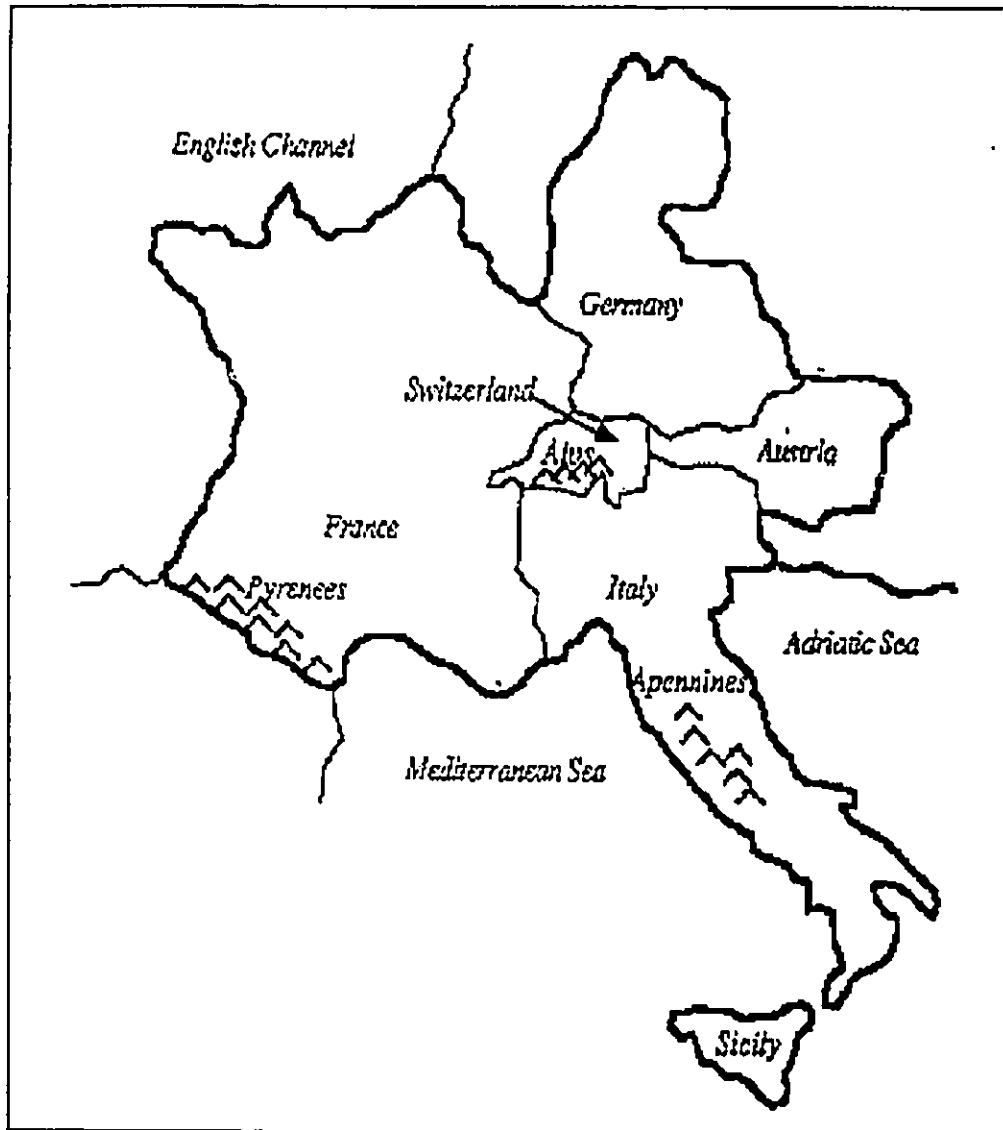 English Channel
Germany
Switzerland
Alps
Austria
France
Pyrenees
Italy
Adriatic Sea
Apennines
Mediterranean Sea
Sicily